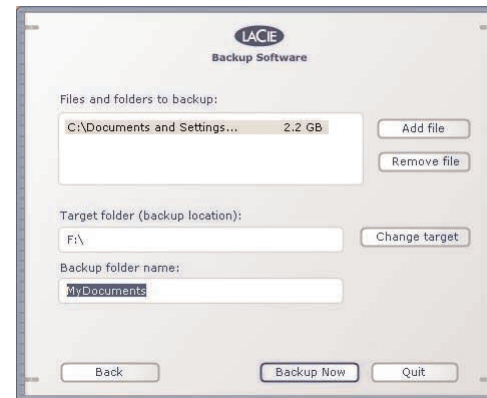 LACIE
Backup Software
Files and folders to backup:
C:\Documents and Settings... 2.2 GB
Add file
Remove file
Target folder (backup location):
F:\
Change target
Backup folder name:
MyDocuments
Back
Backup Now
Quit